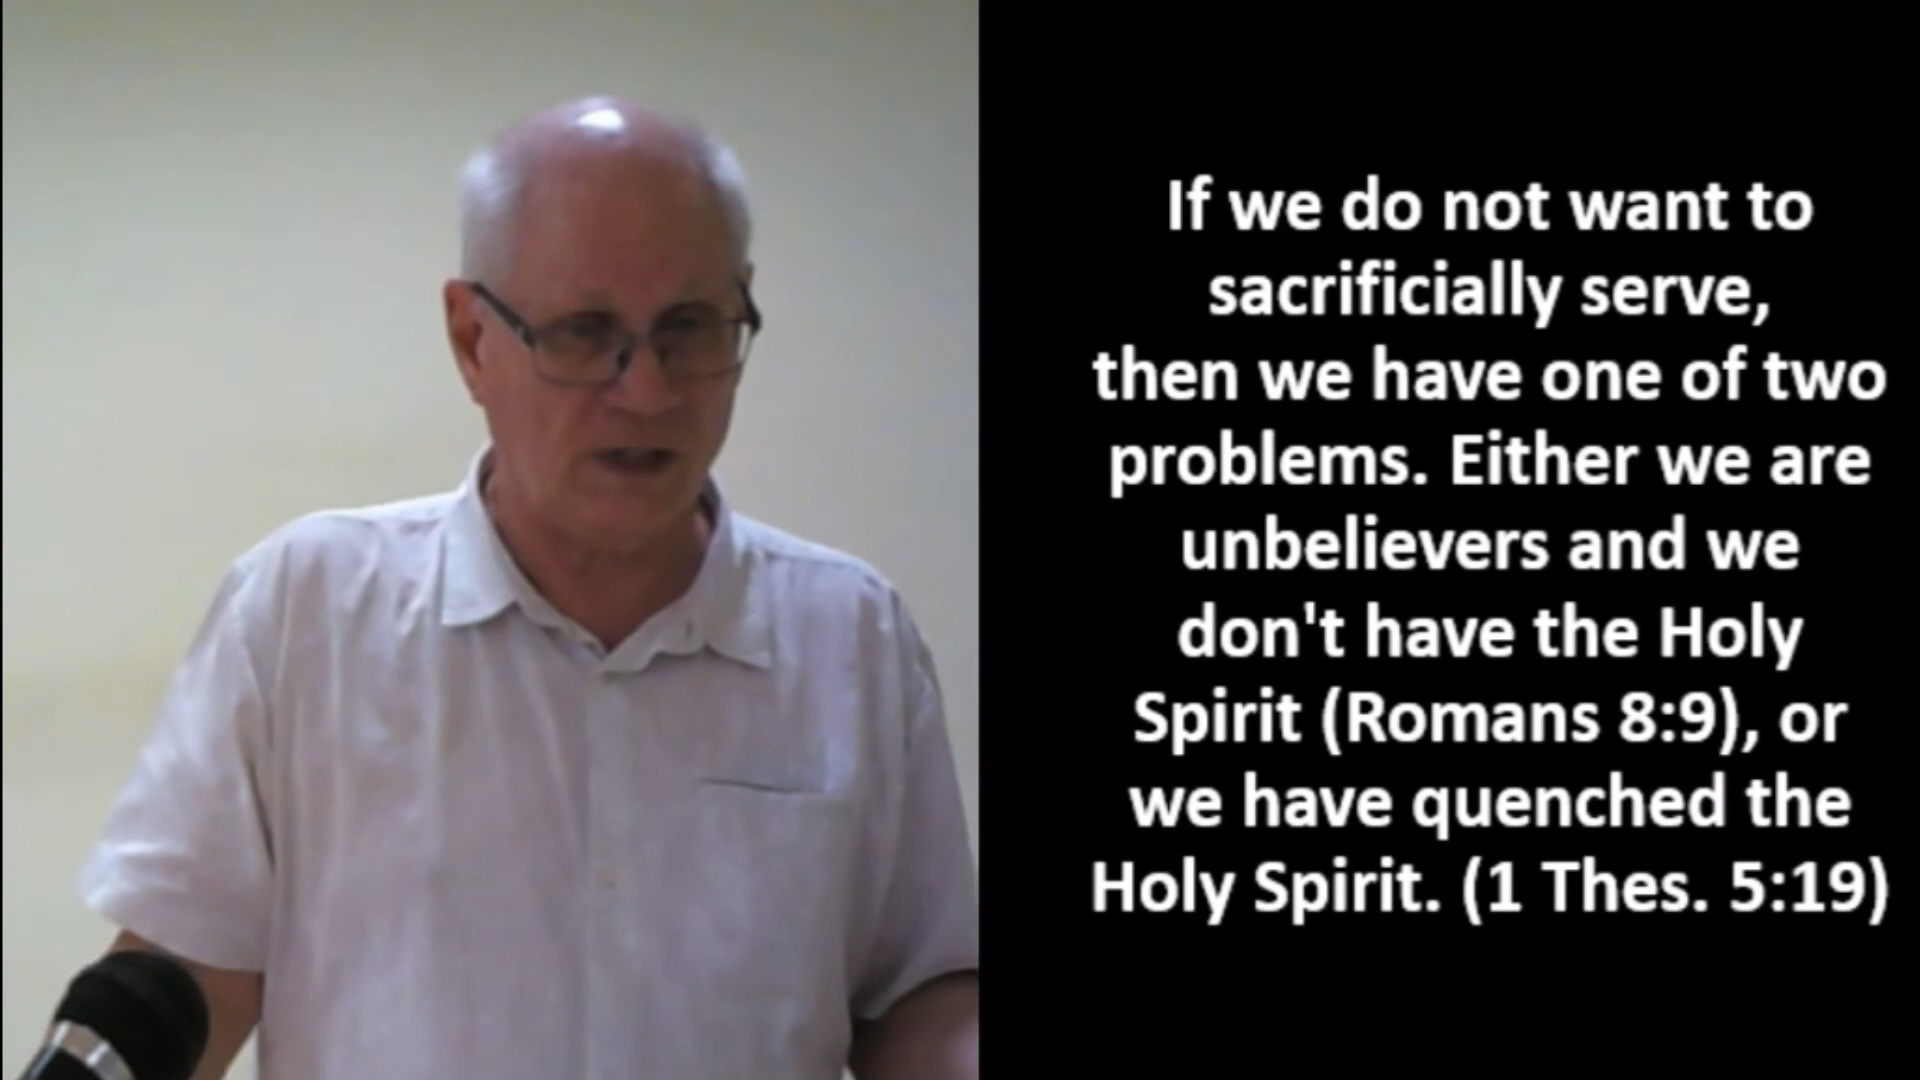 If we do not want to
sacrificially serve,
then we have one of two
problems. Either we are
unbelievers and we
don't have the Holy
Spirit (Romans 8:9), or
we have quenched the
Holy Spirit. (1 Thes. 5:19)